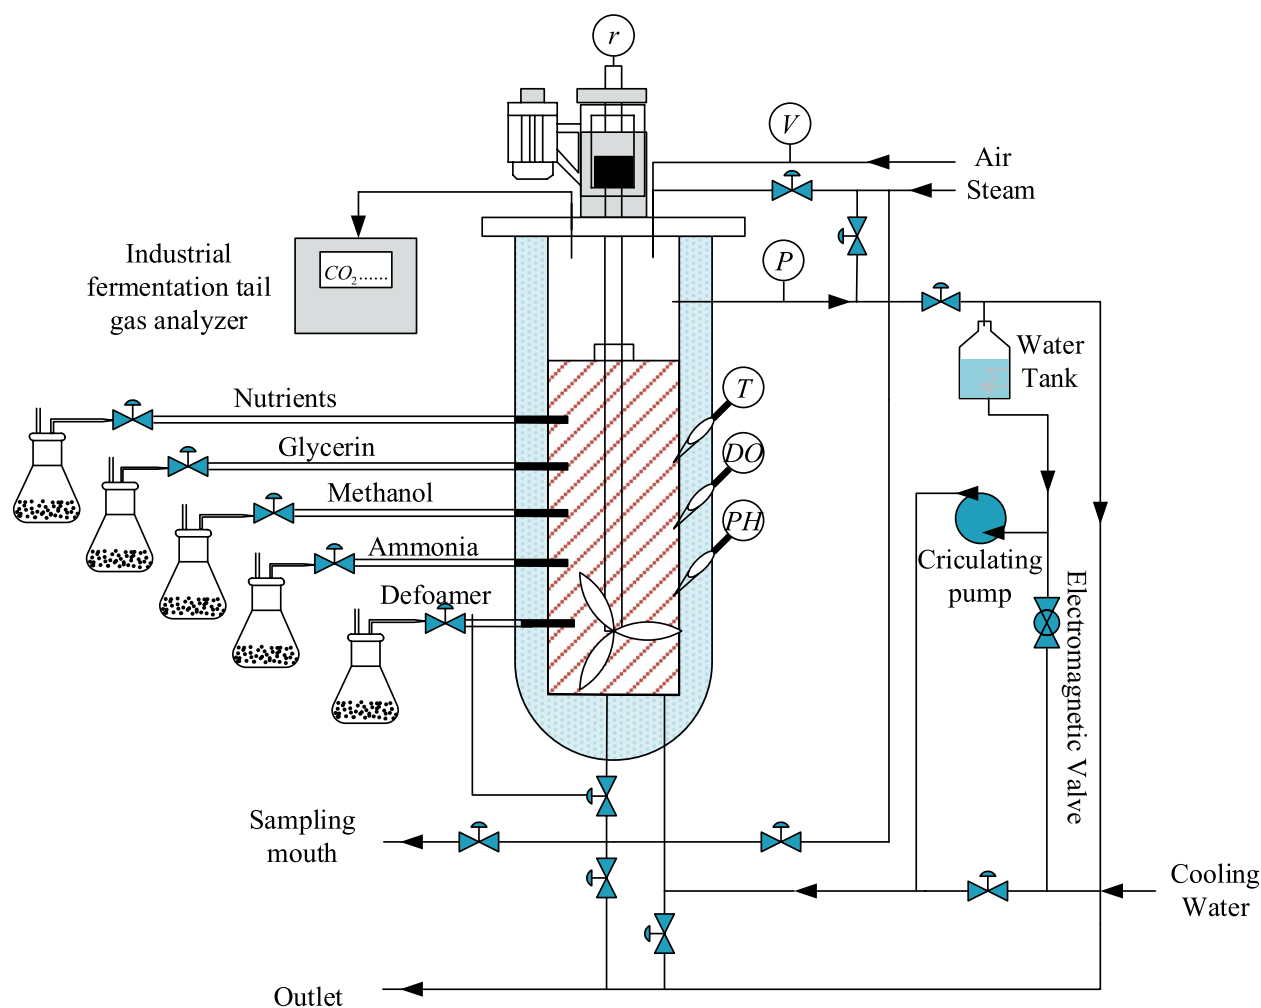 r
V
Air
Steam
Industrial
fermentation tail
gas analyzer
CO2......
P
Water
Tank
Nutrients
T
Glycerin
DO
Methanol
PH
Ammonia
Criculating
pump
Defoamer
Electromagnetic Valve
Sampling
mouth
Cooling
Water
Outlet